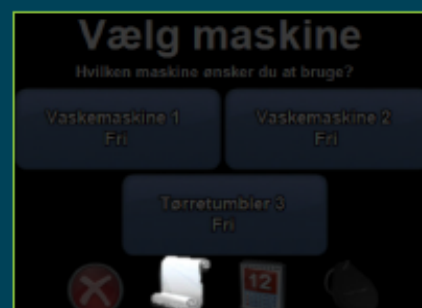 Vælg maskine
Hvilken maskine ønsker du at bruge?
Vaskemaskine 1
Fri
Vaskemaskine 2
Fri
Tørretumbler 3
Fri
12